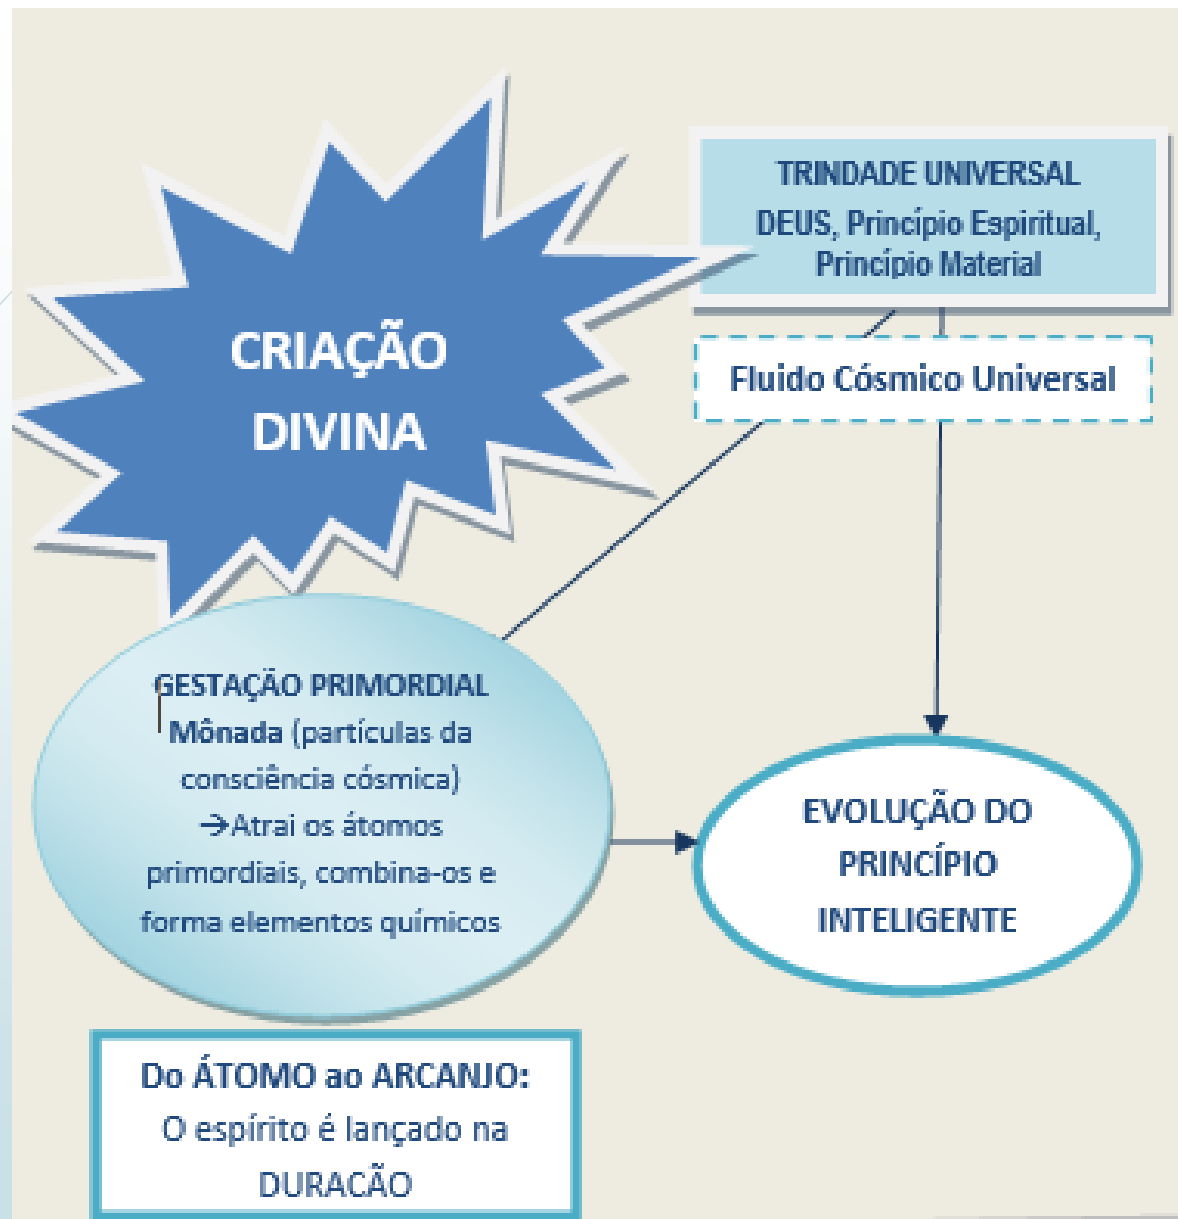 CRIAÇÃO
DIVINA
TRINDADE UNIVERSAL
DEUS, Princípio Espiritual,
Princípio Material
Fluido Cósmico Universal
GESTAÇÃO PRIMORDIAL
Mônada (partículas da
consciência cósmica)
→Atrai os átomos
primordiais, combina-os e
forma elementos químicos
EVOLUÇÃO DO
PRINCÍPIO
INTELIGENTE
Do ÁTOMO ao ARCANJO:
O espírito é lançado na
DURACÃO